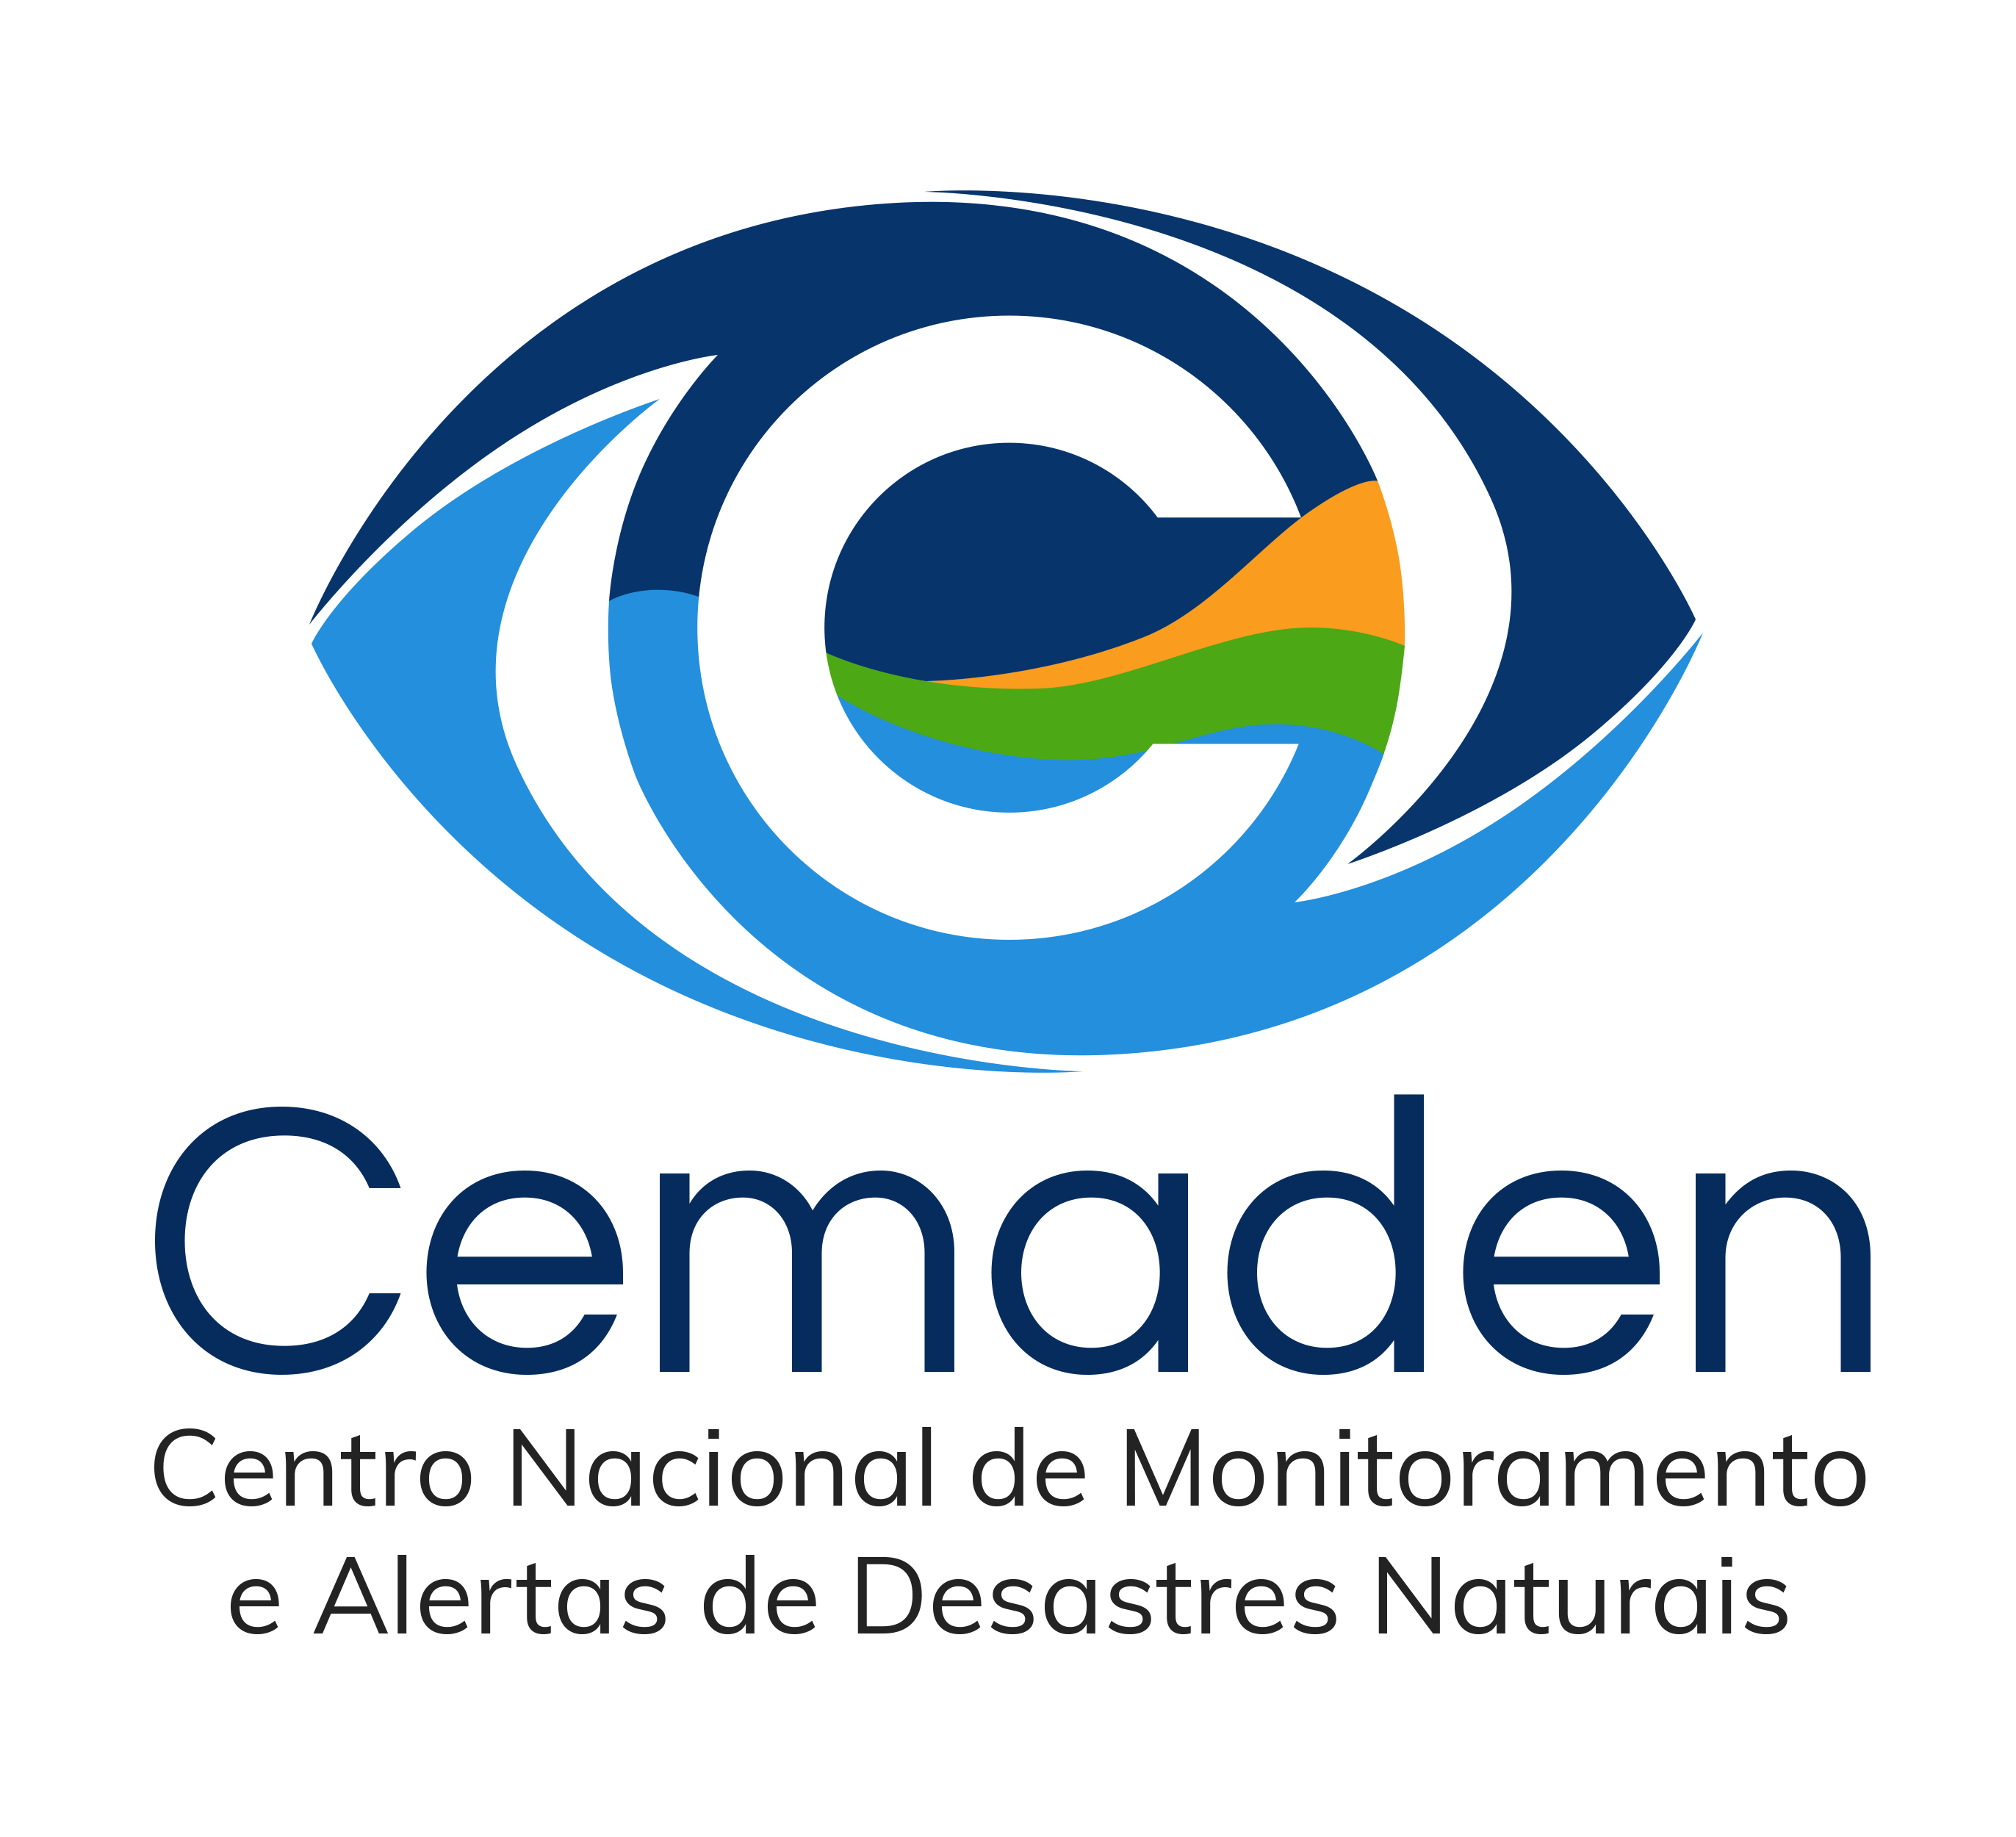 Cemaden
Centro Nacional de Monitoramento
e Alertas de Desastres Naturais